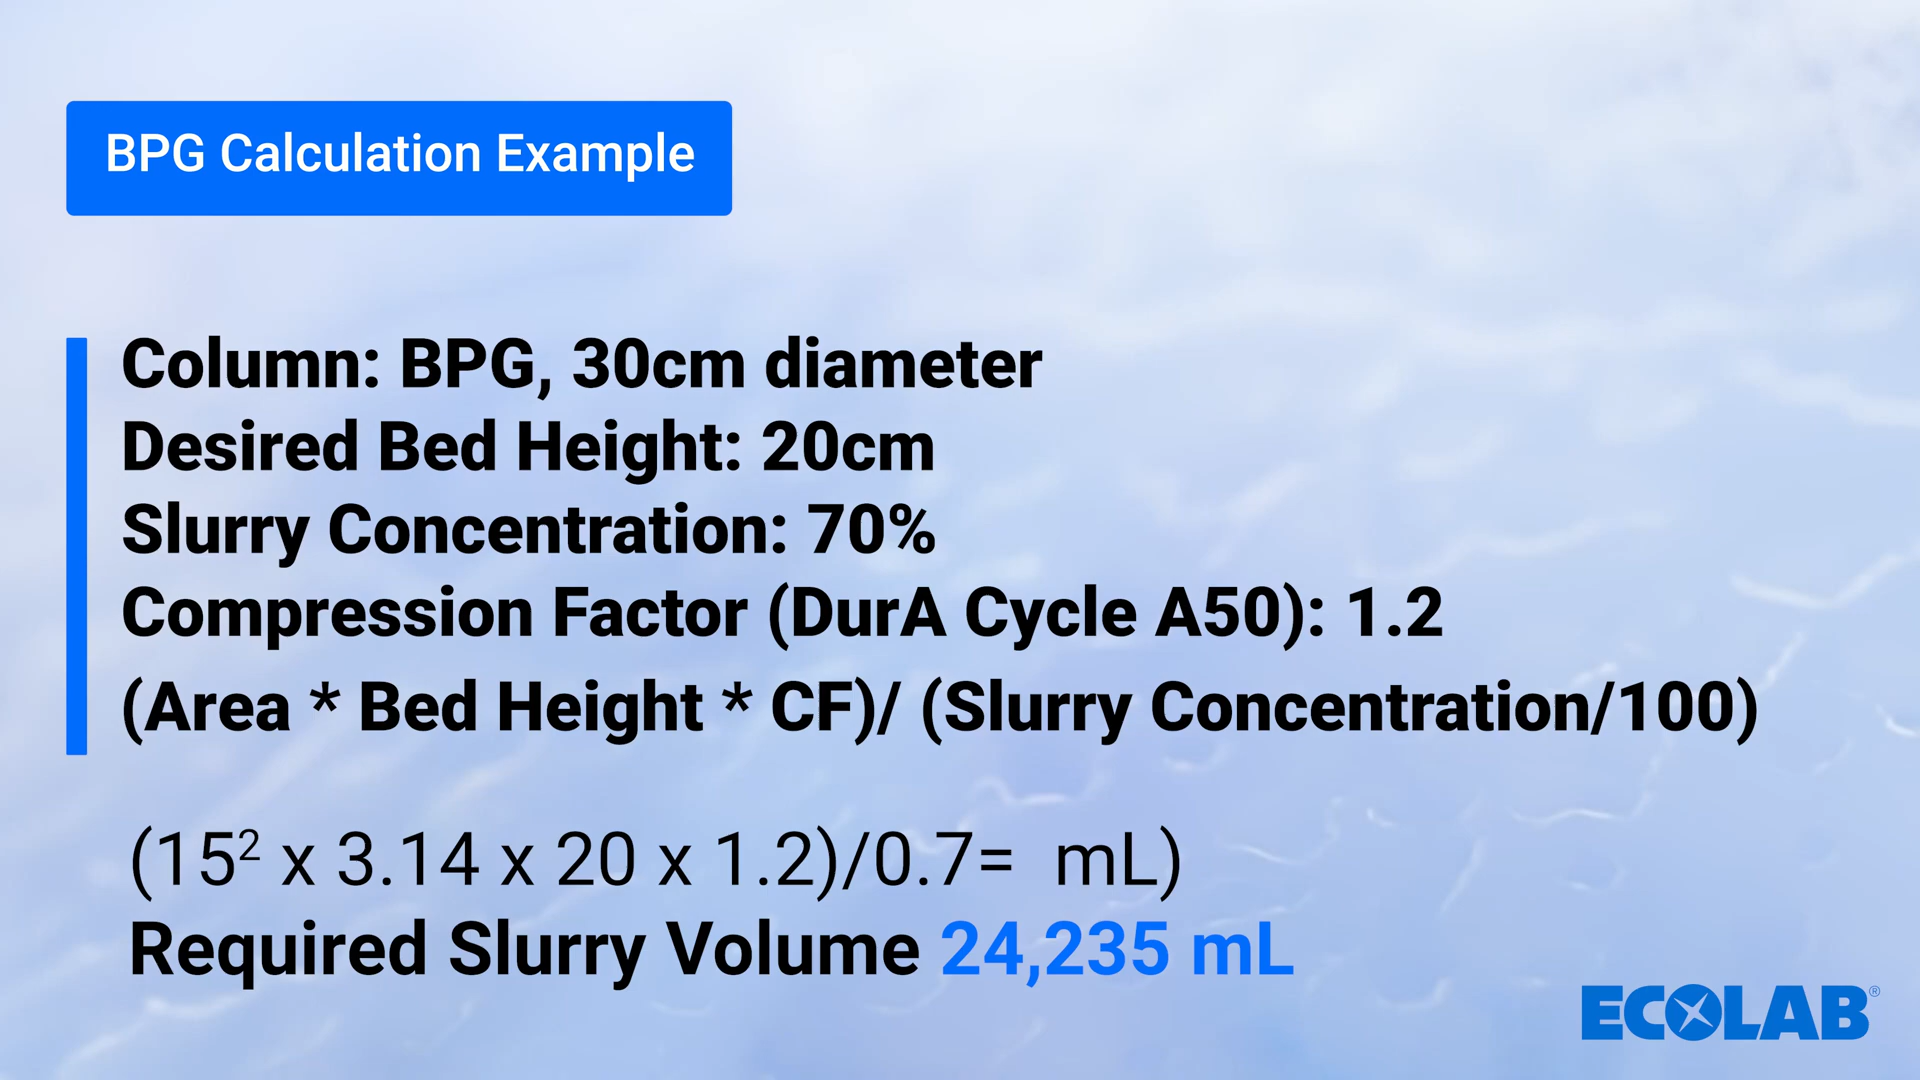 BPG Calculation Example
Column: BPG, 30cm diameter
Desired Bed Height: 20cm
Slurry Concentration: 70%
Compression Factor (DurA Cycle A50): 1.2
(Area * Bed Height * CF)/ (Slurry Concentration/100)
(15² x 3.14 x 20 x 1.2)/0.7=  mL)
Required Slurry Volume 24,235 mL
ECOLAB®